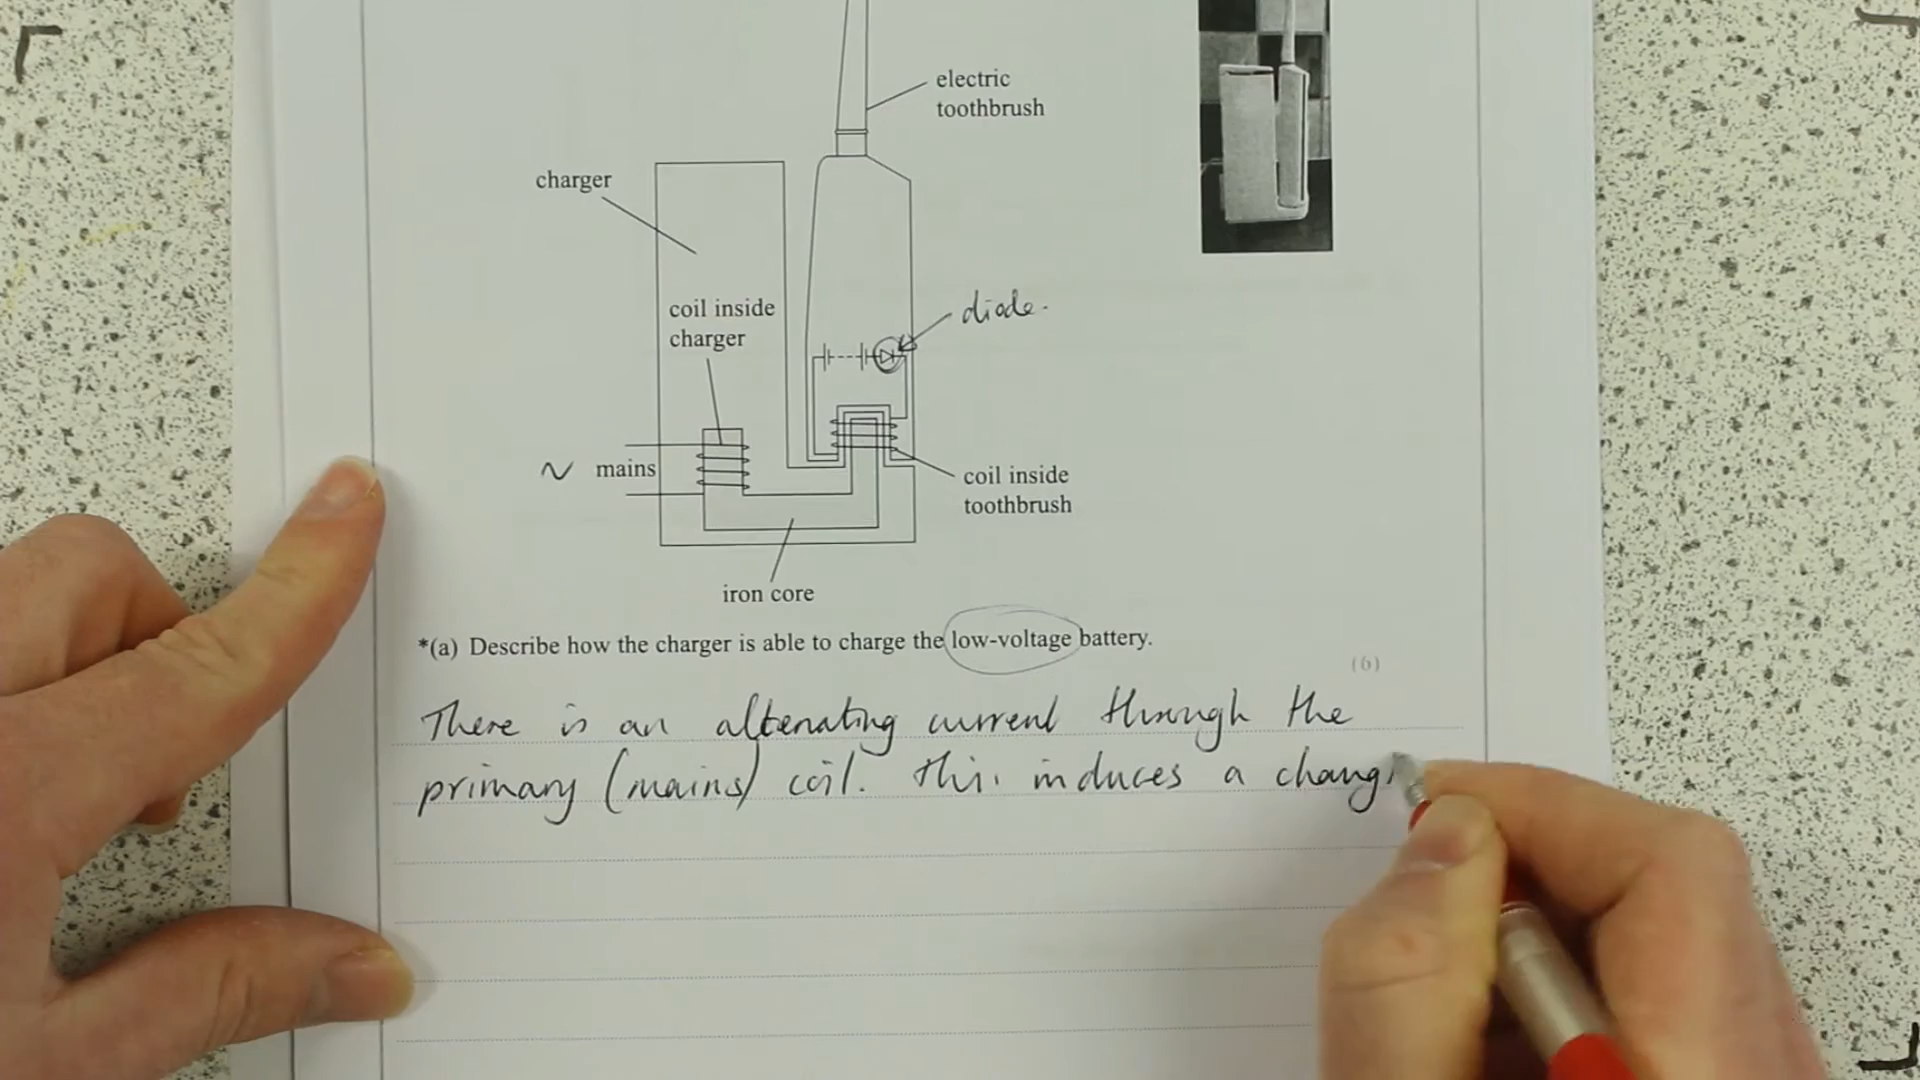 electric
toothbrush
charger
coil inside
charger
diode.
~ mains
coil inside
toothbrush
iron core
*(a) Describe how the charger is able to charge the low-voltage battery.
(6)
There is an alternating current through the
primary (mains) coil. This induces a changi